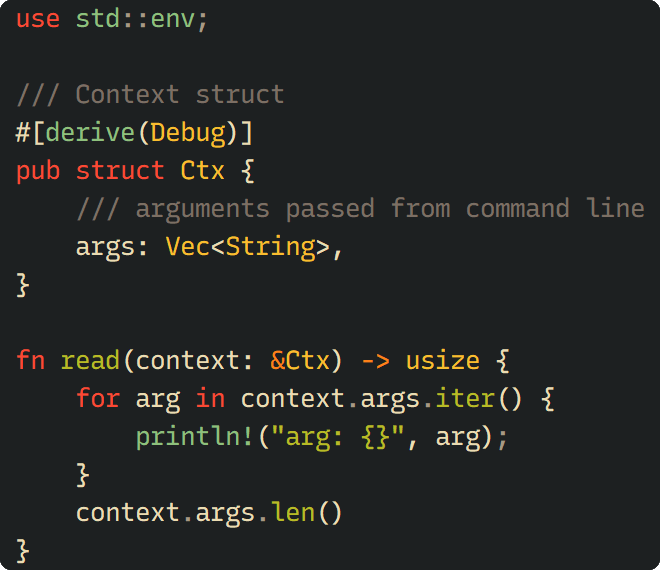 use std::env;

/// Context struct
#[derive(Debug)]
pub struct Ctx {
    /// arguments passed from command line
    args: Vec<String>,
}

fn read(context: &Ctx) -> usize {
    for arg in context.args.iter() {
        println!("arg: {}", arg);
    }
    context.args.len()
}